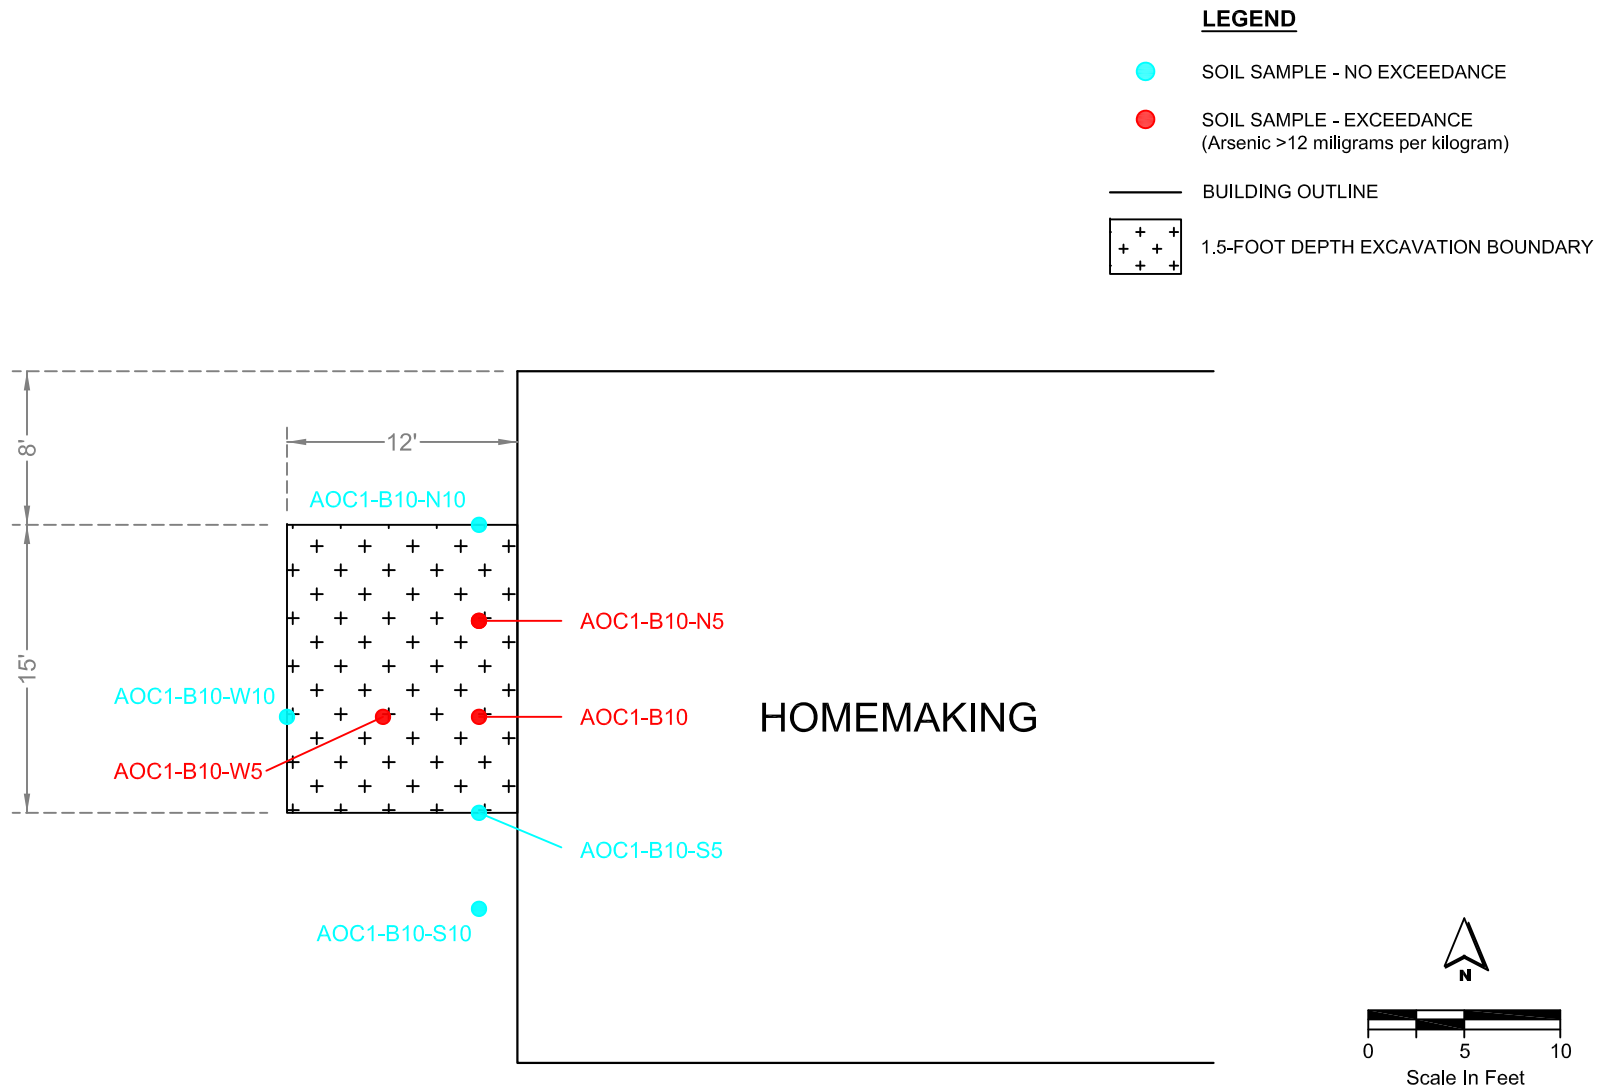 LEGEND
SOIL SAMPLE - NO EXCEEDANCE
SOIL SAMPLE - EXCEEDANCE
(Arsenic >12 miligrams per kilogram)
BUILDING OUTLINE
1.5-FOOT DEPTH EXCAVATION BOUNDARY
8'
12'
AOC1-B10-N10
AOC1-B10-N5
15'
AOC1-B10-W10
AOC1-B10
HOMEMAKING
AOC1-B10-W5
AOC1-B10-S5
AOC1-B10-S10
N
0 5 10
Scale In Feet